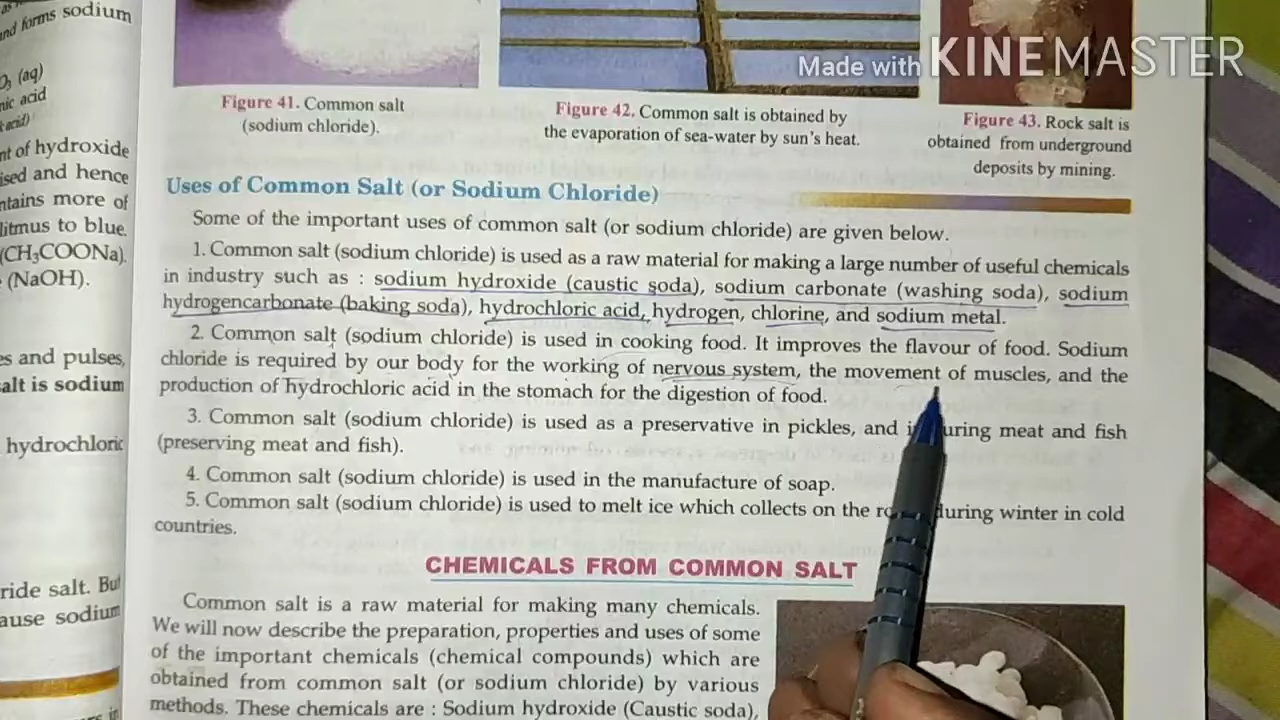 nd forms sodium
O₃ (aq)
nic acid
acid)
nt of hydroxide
ised and hence
ntains more of
litmus to blue.
(CH₃COONa).
(NaOH).
es and pulses,
alt is sodium
hydrochloric
ride salt. But
ause sodium
in
Made with KINEMASTER
Figure 41. Common salt
(sodium chloride).
Figure 42. Common salt is obtained by
the evaporation of sea-water by sun's heat.
Figure 43. Rock salt is
obtained from underground
deposits by mining.
Uses of Common Salt (or Sodium Chloride)
Some of the important uses of common salt (or sodium chloride) are given below.
1. Common salt (sodium chloride) is used as a raw material for making a large number of useful chemicals
in industry such as : sodium hydroxide (caustic soda), sodium carbonate (washing soda), sodium
hydrogencarbonate (baking soda), hydrochloric acid, hydrogen, chlorine, and sodium metal.
2. Common salt (sodium chloride) is used in cooking food. It improves the flavour of food. Sodium
chloride is required by our body for the working of nervous system, the movement of muscles, and the
production of hydrochloric acid in the stomach for the digestion of food.
3. Common salt (sodium chloride) is used as a preservative in pickles, and i uring meat and fish
(preserving meat and fish).
4. Common salt (sodium chloride) is used in the manufacture of soap.
5. Common salt (sodium chloride) is used to melt ice which collects on the ro during winter in cold
countries.
CHEMICALS FROM COMMON SALT
Common salt is a raw material for making many chemicals.
We will now describe the preparation, properties and uses of some
of the important chemicals (chemical compounds) which are
obtained from common salt (or sodium chloride) by various
methods. These chemicals are : Sodium hydroxide (Caustic soda),